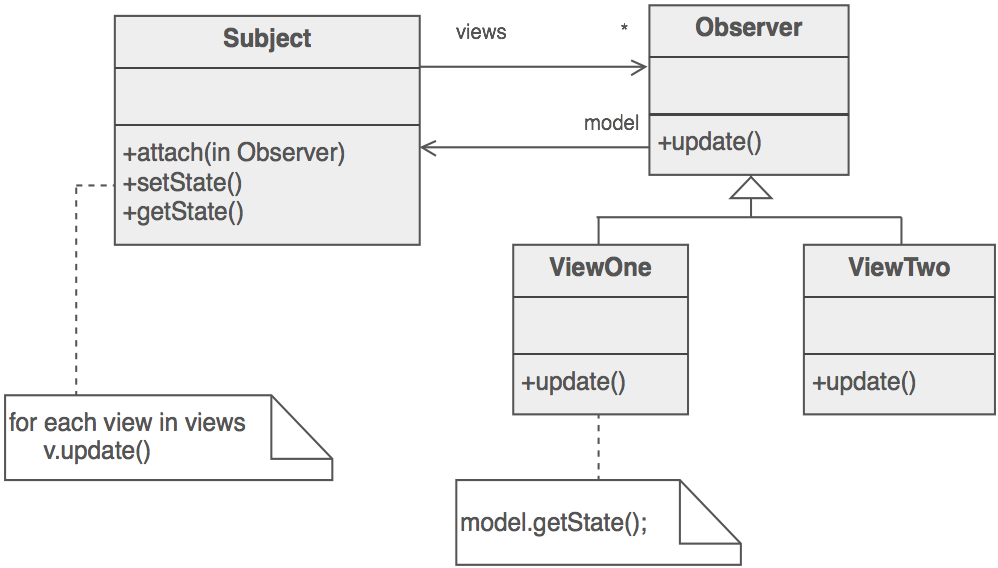 Subject
+attach(in Observer)
+setState()
+getState()
views
*
model
Observer
+update()
ViewOne
+update()
ViewTwo
+update()
for each view in views
v.update()
model.getState();